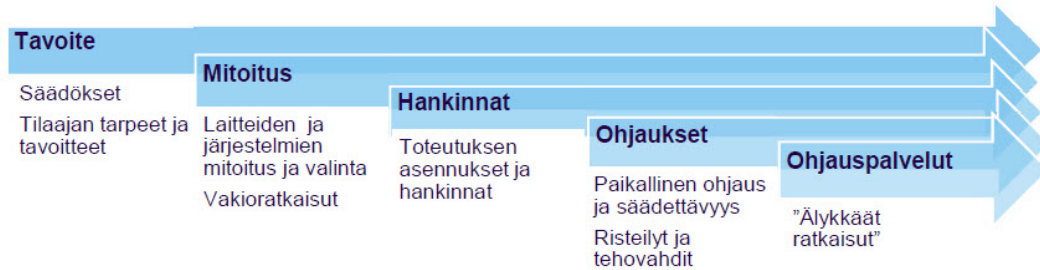 Tavoite
Säädökset
Tilaajan tarpeet ja
tavoitteet
Mitoitus
Laitteiden ja
järjestelmien
mitoitus ja valinta
Vakioratkaisut
Hankinnat
Toteutuksen
asennukset ja
hankinnat
Ohjaukset
Paikallinen ohjaus
ja säädettävyys
Risteilyt ja
tehovahdit
Ohjauspalvelut
”Älykkäät
ratkaisut”